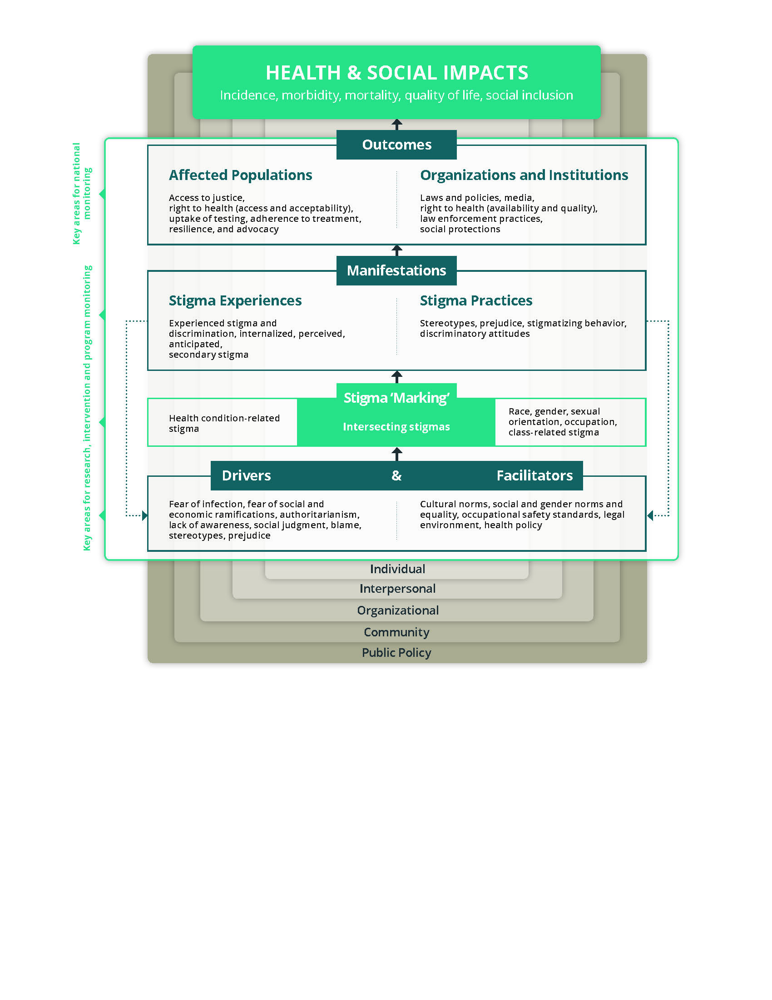 HEALTH & SOCIAL IMPACTS
Incidence, morbidity, mortality, quality of life, social inclusion
Outcomes
Key areas for national
monitoring
Affected Populations
Access to justice,
right to health (access and acceptability),
uptake of testing, adherence to treatment,
resilience, and advocacy
Organizations and Institutions
Laws and policies, media,
right to health (availability and quality),
law enforcement practices,
social protections
Manifestations
Key areas for research, intervention and program monitoring
Stigma Experiences
Experienced stigma and
discrimination, internalized, perceived,
anticipated,
secondary stigma
Stigma Practices
Stereotypes, prejudice, stigmatizing behavior,
discriminatory attitudes
Stigma ‘Marking’
Health condition-related
stigma
Intersecting stigmas
Race, gender, sexual
orientation, occupation,
class-related stigma
Drivers & Facilitators
Fear of infection, fear of social and
economic ramifications, authoritarianism,
lack of awareness, social judgment, blame,
stereotypes, prejudice
Cultural norms, social and gender norms and
equality, occupational safety standards, legal
environment, health policy
Individual
Interpersonal
Organizational
Community
Public Policy